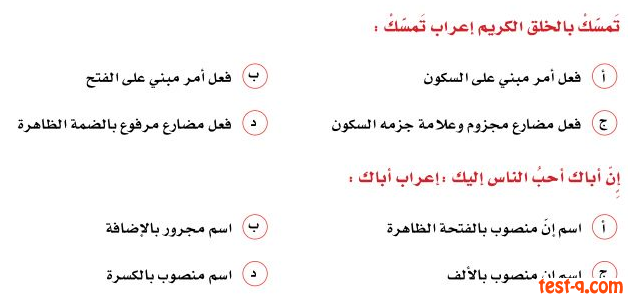 تَمسَكْ بالخلق الكريم إعراب تَمسّكْ :
أ فعل أمر مبني على السكون
ب فعل أمر مبني على الفتح
ج فعل مضارع مجزوم وعلامة جزمه السكون
د فعل مضارع مرفوع بالضمة الظاهرة
إِنّ أباك أحبُ الناس إليك :إعراب أباك :
أ اسم إنّ منصوب بالفتحة الظاهرة
ب اسم مجرور بالإضافة
ج اسم إن منصوب بالألف
د اسم منصوب بالكسرة
test-q.com